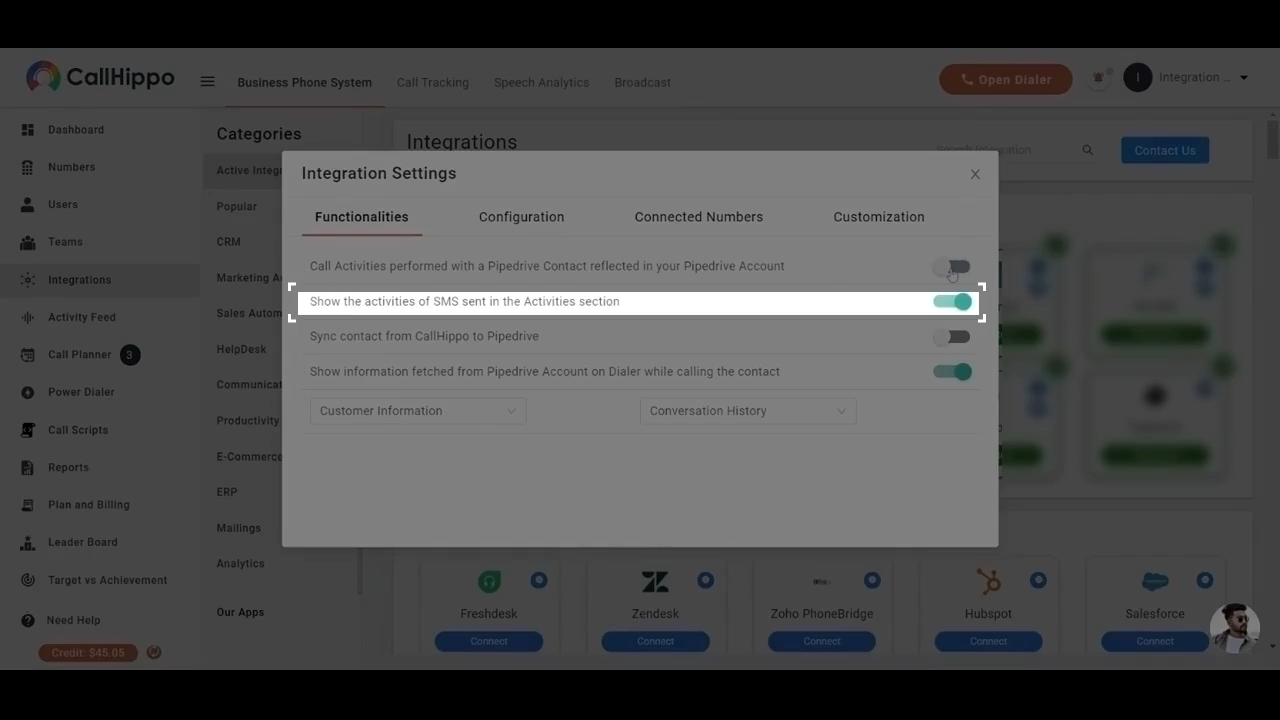 CallHippo
Business Phone System
Call Tracking
Speech Analytics
Broadcast
Open Dialer
I
Integration ...
Dashboard
Numbers
Users
Teams
Integrations
Activity Feed
Call Planner 3
Power Dialer
Call Scripts
Reports
Plan and Billing
Leader Board
Target vs Achievement
Need Help
Credit: $45.05
Categories
Active Integ
Popular
CRM
Marketing A
Sales Autom
HelpDesk
Communicat
Productivity
E-Commerce
ERP
Mailings
Analytics
Our Apps
Integrations
Search Integration
Contact Us
Integration Settings
Functionalities
Configuration
Connected Numbers
Customization
Call Activities performed with a Pipedrive Contact reflected in your Pipedrive Account
Show the activities of SMS sent in the Activities section
Sync contact from CallHippo to Pipedrive
Show information fetched from Pipedrive Account on Dialer while calling the contact
Customer Information
Conversation History
Freshdesk
Zendesk
Zoho PhoneBridge
Hubspot
Salesforce
Connect
Connect
Connect
Connect
Connect